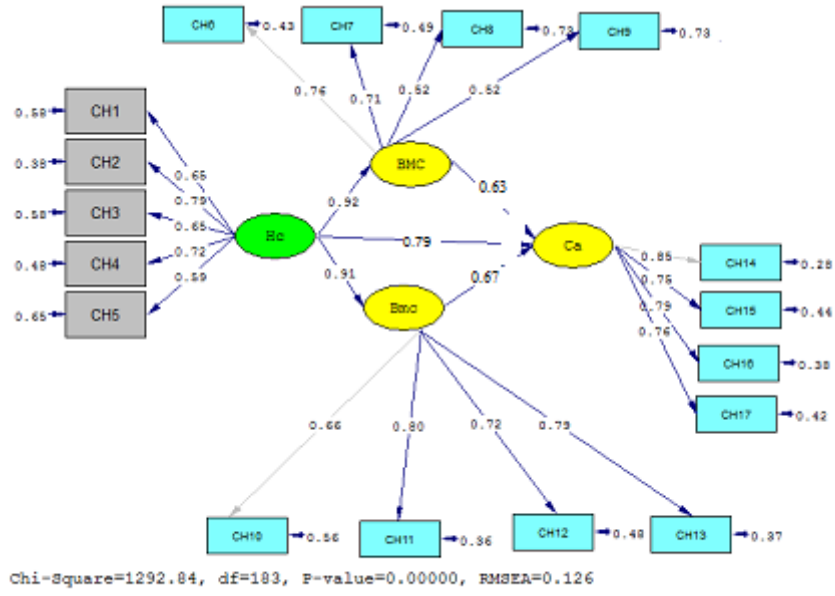 CH6 0.43 CH7 0.49 CH8 0.73 CH9 0.73
0.76 0.71 0.52 0.52
0.58 CH1
0.38 CH2
0.58 CH3
0.48 CH4
0.65 CH5
0.65
0.79
0.65
0.72
0.59
Hc
BMC
0.92
0.63
0.79
Ca
0.91
0.67
Bmc
0.85 CH14 0.28
0.75 CH15 0.44
0.79 CH16 0.38
0.76 CH17 0.42
0.66 0.80 0.72 0.79
CH10 0.56 CH11 0.36 CH12 0.48 CH13 0.37
Chi-Square=1292.84, df=183, P-value=0.00000, RMSEA=0.126